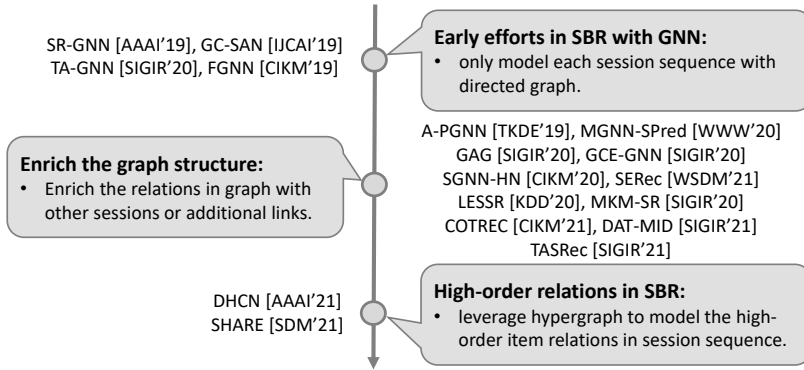 SR-GNN [AAAI’19], GC-SAN [IJCAI’19]
TA-GNN [SIGIR’20], FGNN [CIKM’19]
Early efforts in SBR with GNN:
• only model each session sequence with
directed graph.
Enrich the graph structure:
• Enrich the relations in graph with
other sessions or additional links.
A-PGNN [TKDE’19], MGNN-SPred [WWW’20]
GAG [SIGIR’20], GCE-GNN [SIGIR’20]
SGNN-HN [CIKM’20], SERec [WSDM’21]
LESSR [KDD’20], MKM-SR [SIGIR’20]
COTREC [CIKM’21], DAT-MID [SIGIR’21]
TASRec [SIGIR’21]
DHCN [AAAI’21]
SHARE [SDM’21]
High-order relations in SBR:
• leverage hypergraph to model the high-
order item relations in session sequence.